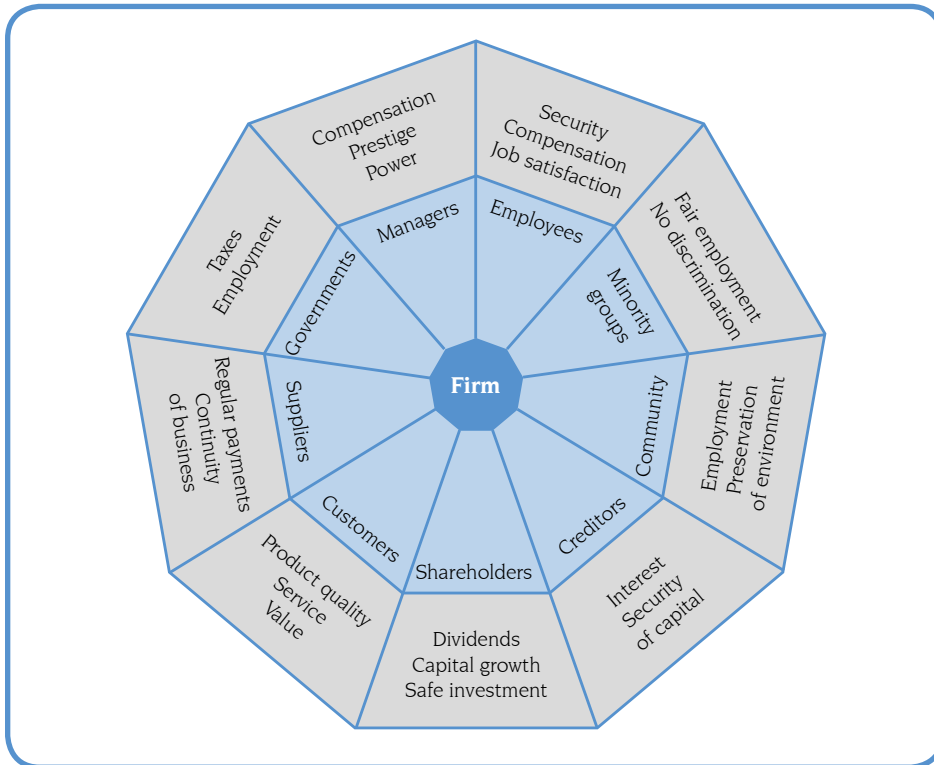 Compensation
Prestige
Power
Security
Compensation
Job satisfaction
Managers
Employees
Taxes
Employment
Governments
Minority
groups
Fair employment
No discrimination
Firm
Regular payments
Continuity
of business
Suppliers
Community
Employment
Preservation
of environment
Customers
Shareholders
Creditors
Product quality
Service
Value
Dividends
Capital growth
Safe investment
Interest
Security
of capital